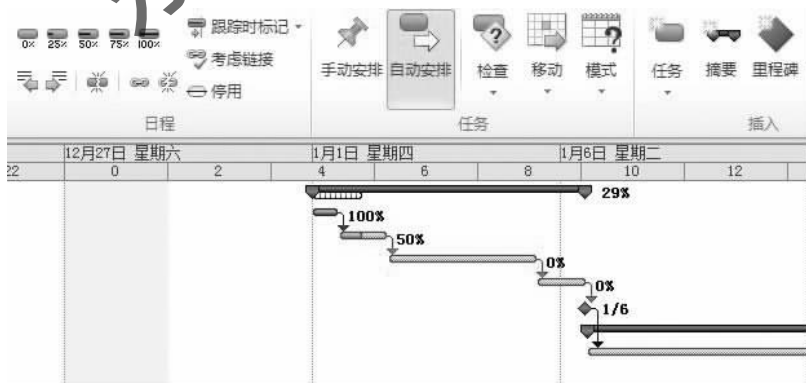 跟踪时标记
0× 25× 50× 75× 100×
考虑链接
停用
手动安排 自动安排 检查 移动 模式 任务 摘要 里程碑
日程 任务 插入
12月27日 星期六 1月1日 星期四 1月6日 星期二
22 0 2 4 6 8 10 12
29%
100%
50%
0%
0%
1/6